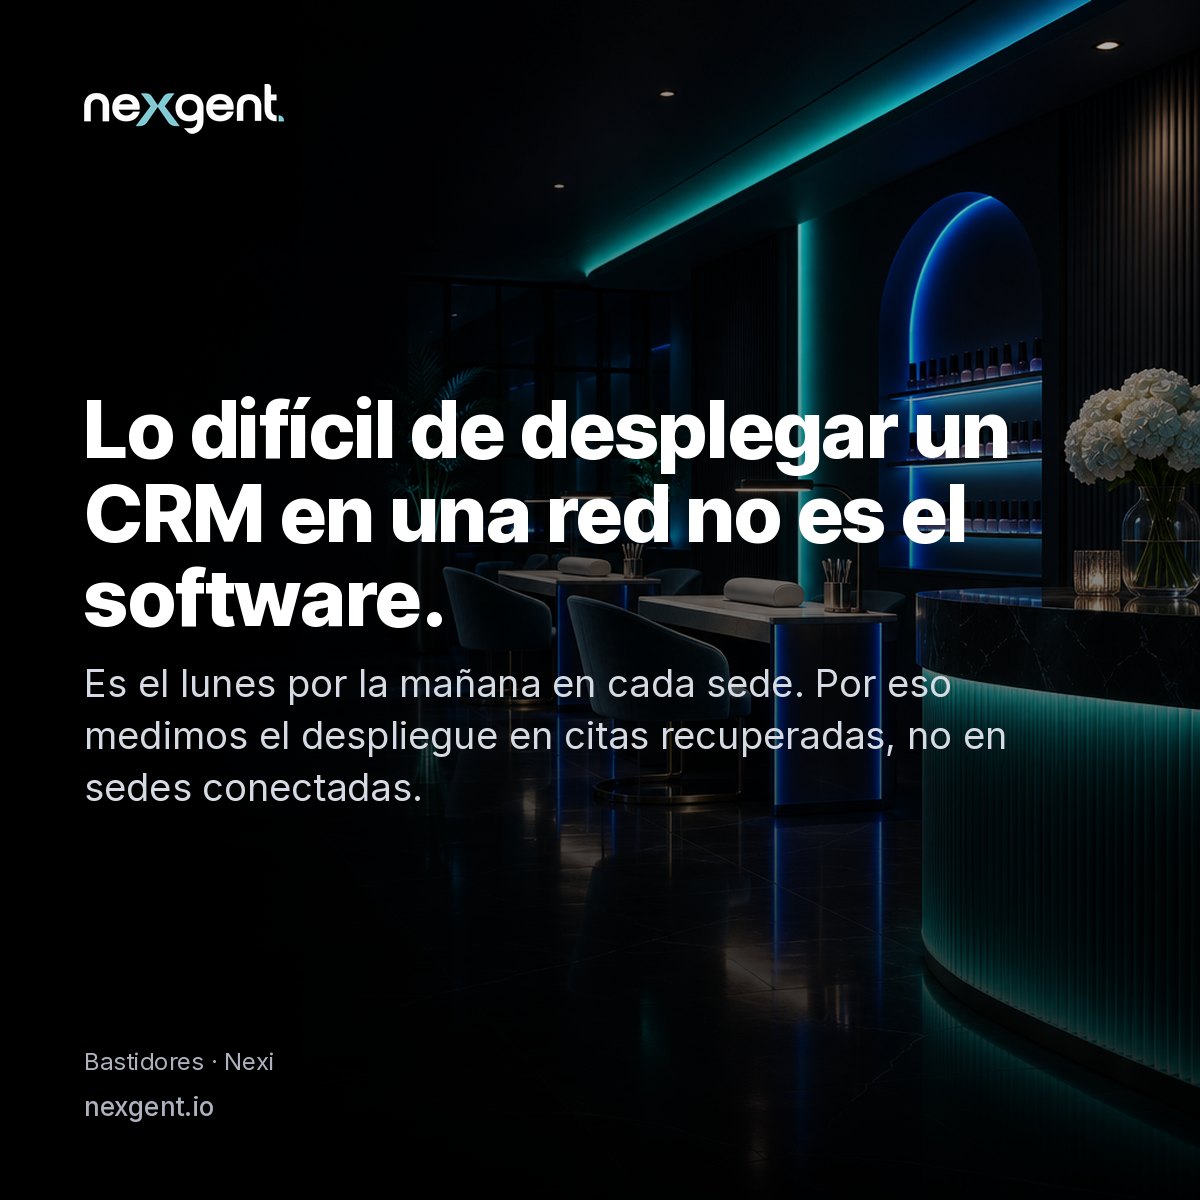 nexgent.
Lo difícil de desplegar un
CRM en una red no es el
software.
Es el lunes por la mañana en cada sede. Por eso
medimos el despliegue en citas recuperadas, no en
sedes conectadas.
Bastidores · Nexi
nexgent.io